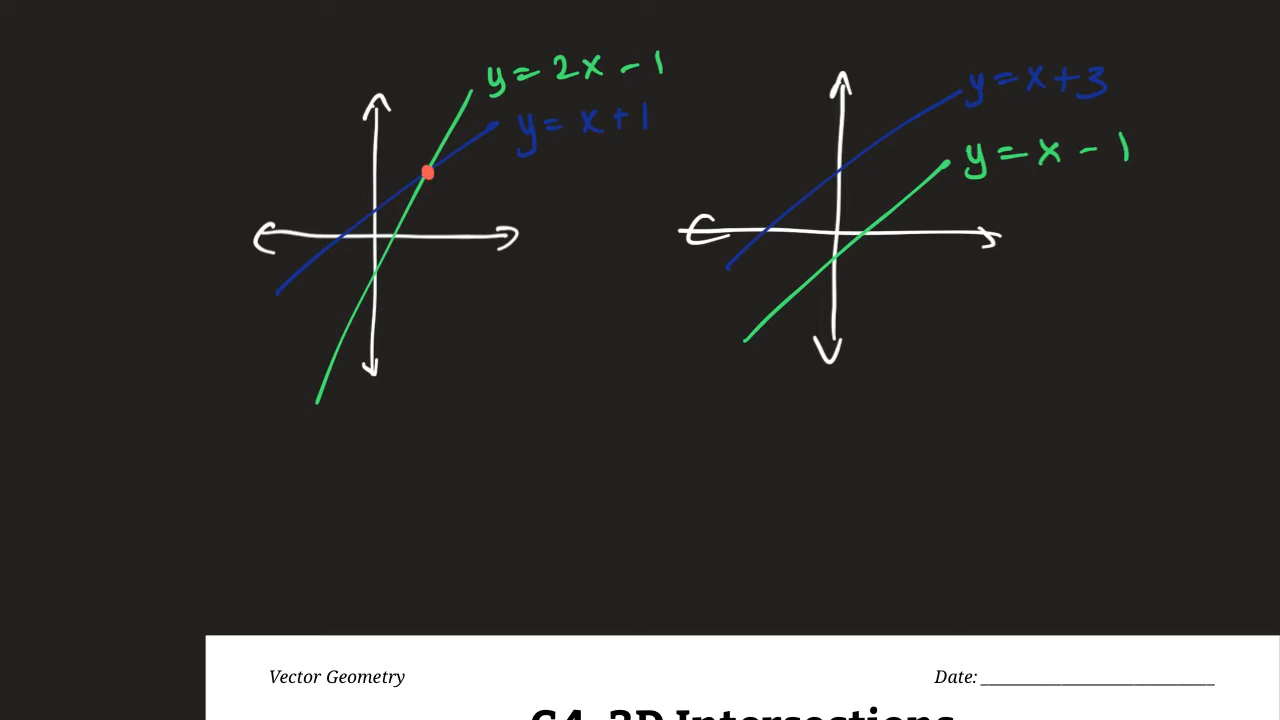 y = 2x - 1
y = x + 1
y = x + 3
y = x - 1
Vector Geometry
Date: